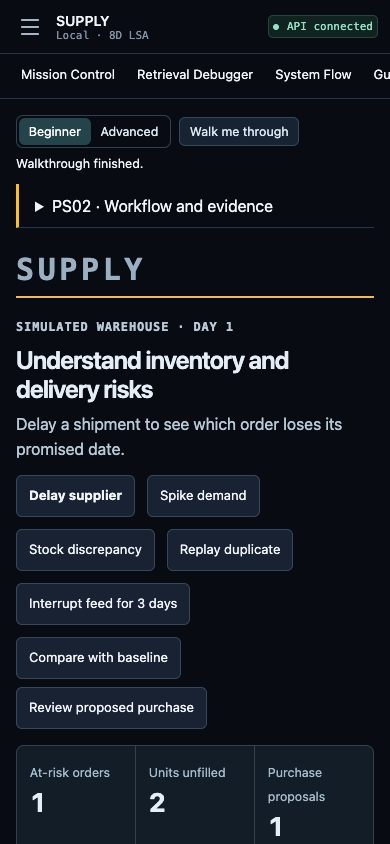 SUPPLY
Local · 8D LSA
API connected
Mission Control Retrieval Debugger System Flow Gu
Beginner Advanced Walk me through
Walkthrough finished.
PS02 · Workflow and evidence
SUPPLY
SIMULATED WAREHOUSE · DAY 1
Understand inventory and
delivery risks
Delay a shipment to see which order loses its
promised date.
Delay supplier Spike demand
Stock discrepancy Replay duplicate
Interrupt feed for 3 days
Compare with baseline
Review proposed purchase
At-risk orders Units unfilled Purchase
proposals
1 2 1